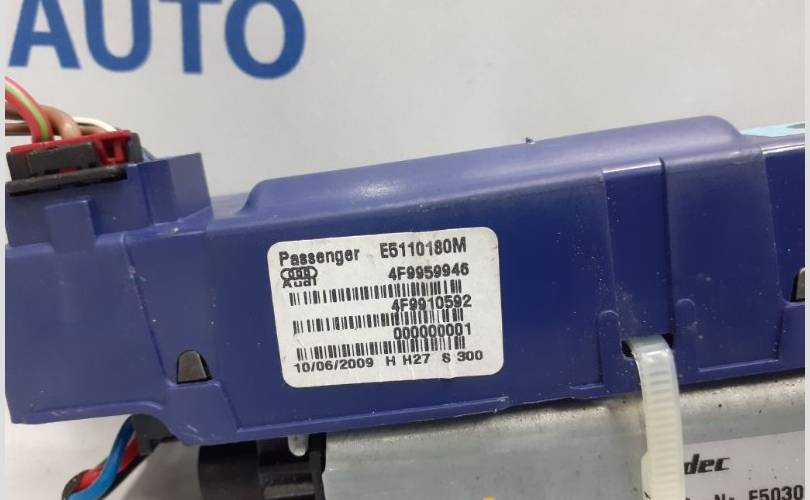 AUTO
Passenger E5110180M
Audi 4F9959946
4F9910592
000000001
10/06/2009 H H27 S 300
dec
N: E5030